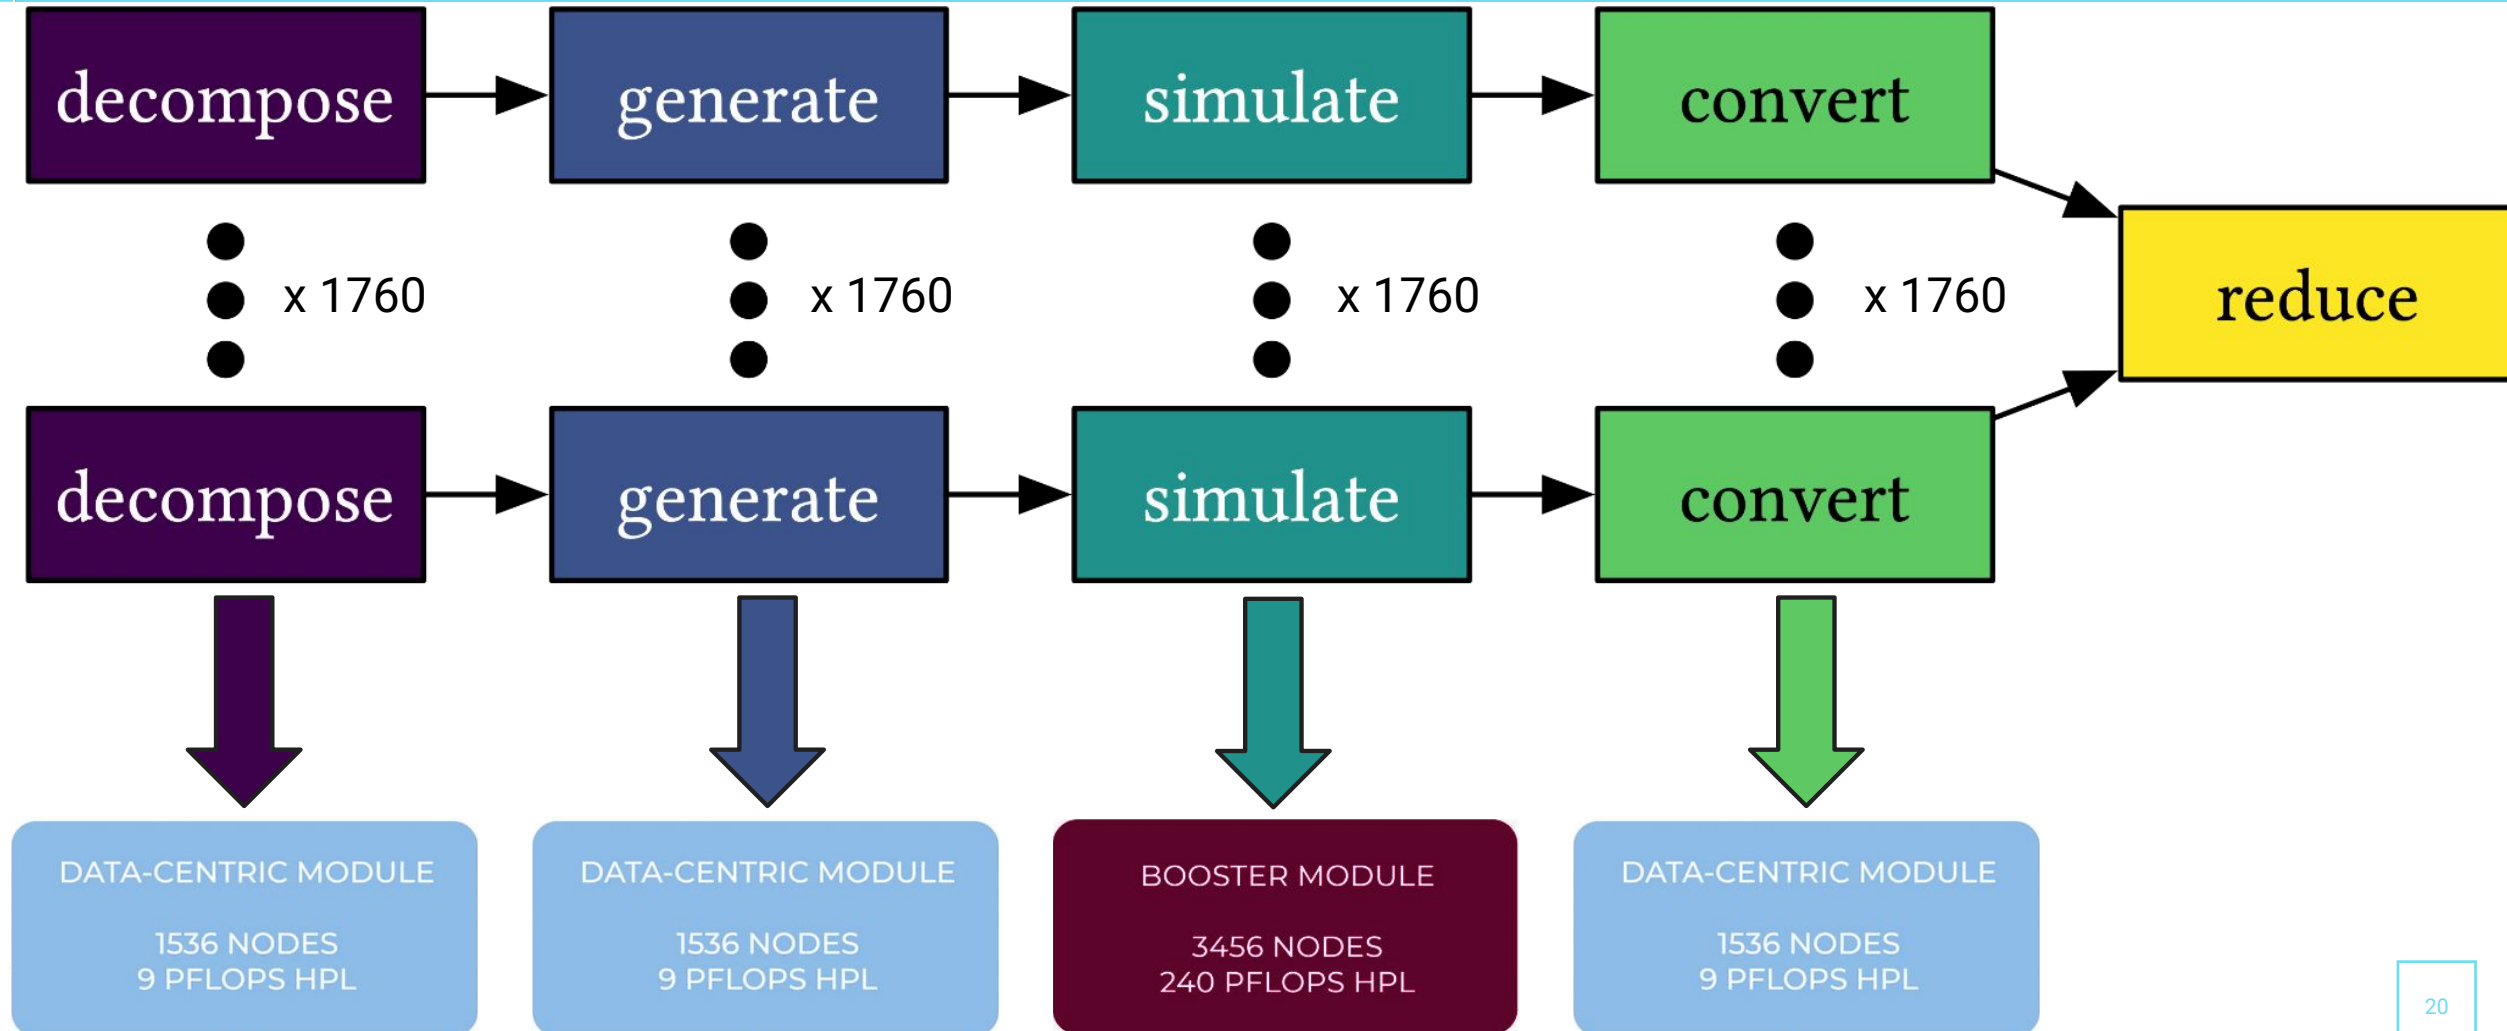 decompose
generate
simulate
convert
x 1760
x 1760
x 1760
x 1760
reduce
decompose
generate
simulate
convert
DATA-CENTRIC MODULE
1536 NODES
9 PFLOPS HPL
DATA-CENTRIC MODULE
1536 NODES
9 PFLOPS HPL
BOOSTER MODULE
3456 NODES
240 PFLOPS HPL
DATA-CENTRIC MODULE
1536 NODES
9 PFLOPS HPL
20